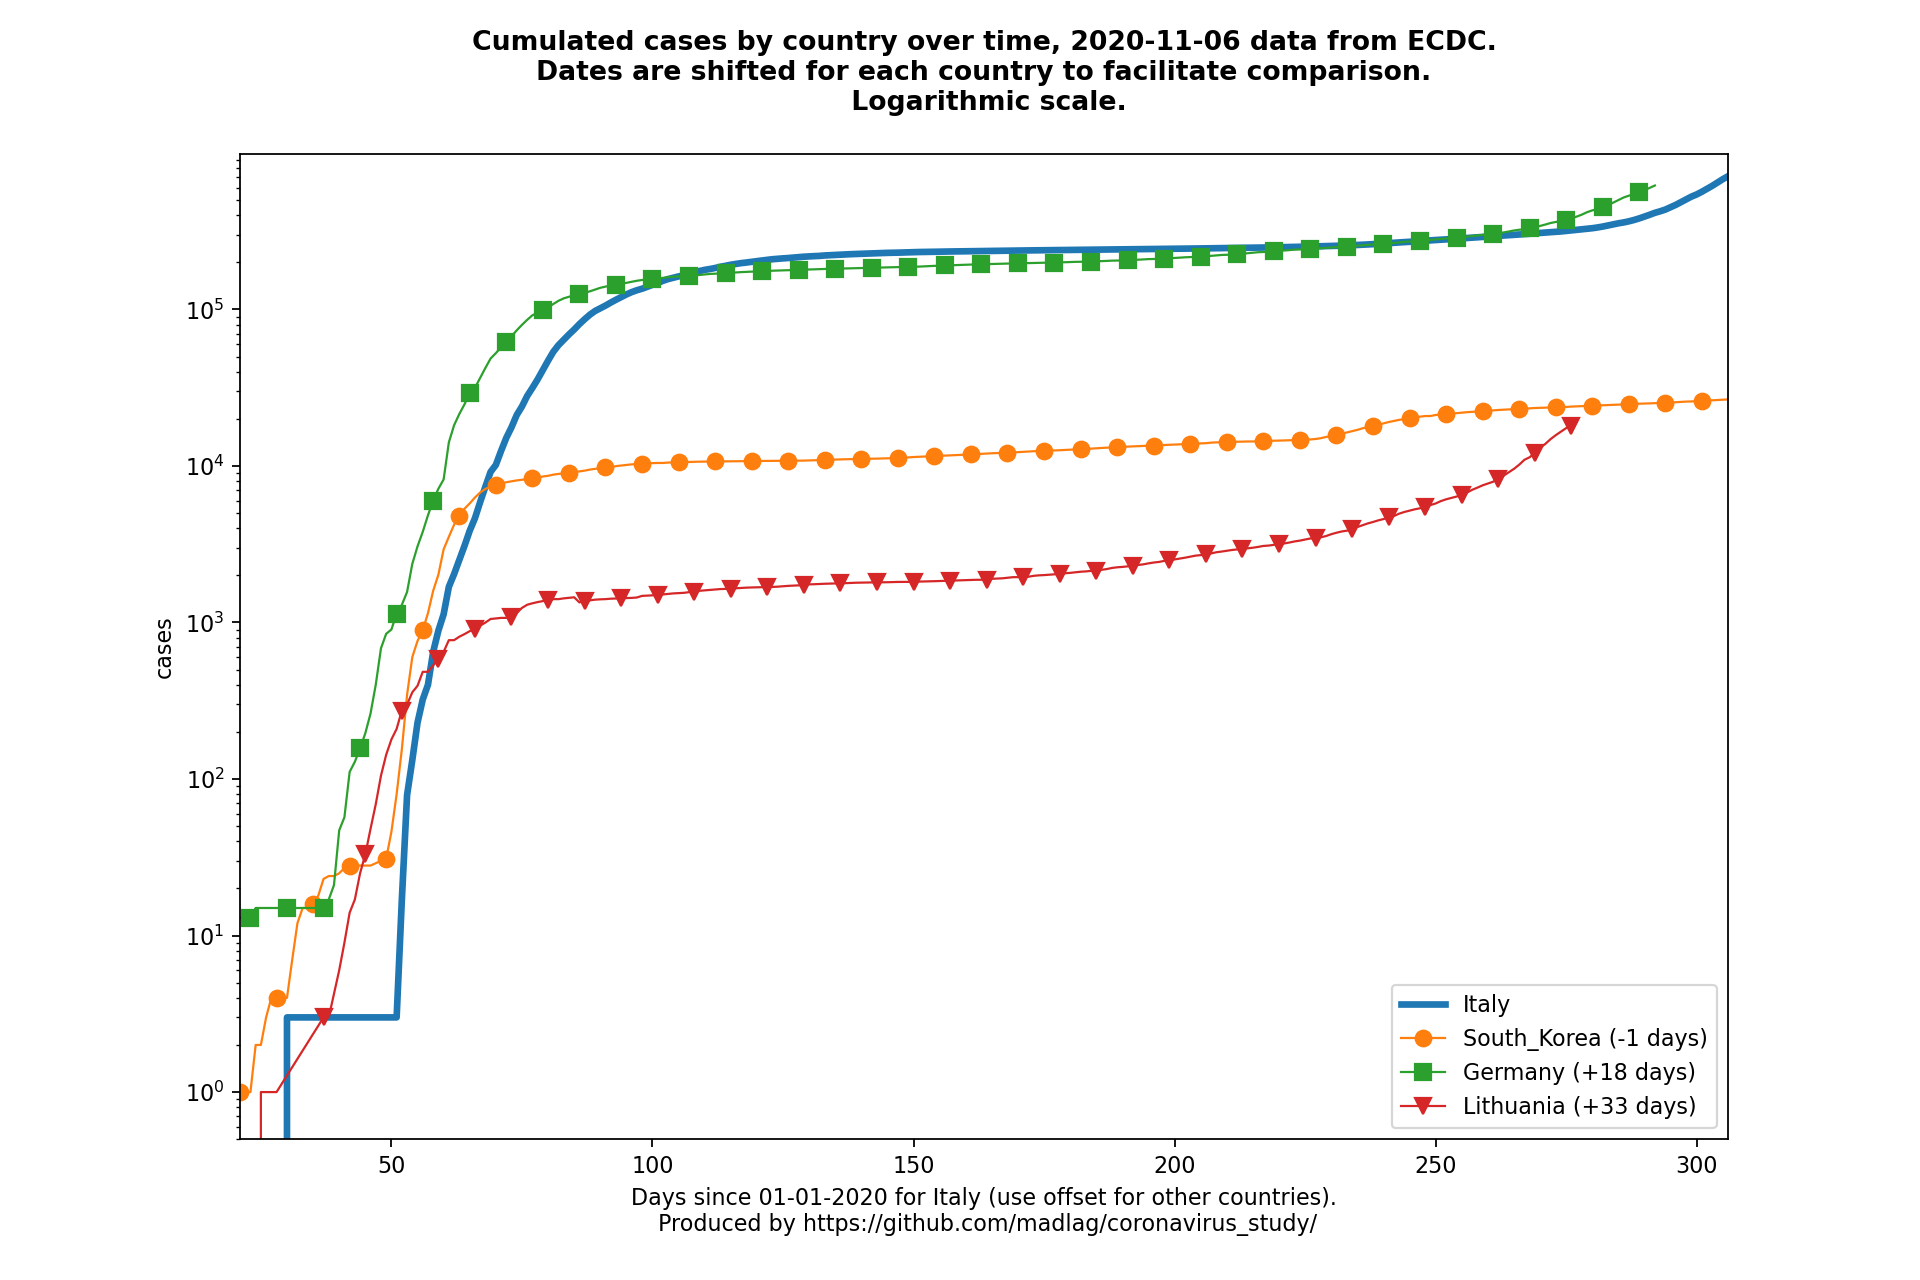 Cumulated cases by country over time, 2020-11-06 data from ECDC.
Dates are shifted for each country to facilitate comparison.
Logarithmic scale.
cases
10^5
10^4
10^3
10^2
10^1
10^0
Italy
South_Korea (-1 days)
Germany (+18 days)
Lithuania (+33 days)
50 100 150 200 250 300
Days since 01-01-2020 for Italy (use offset for other countries).
Produced by https://github.com/madlag/coronavirus_study/